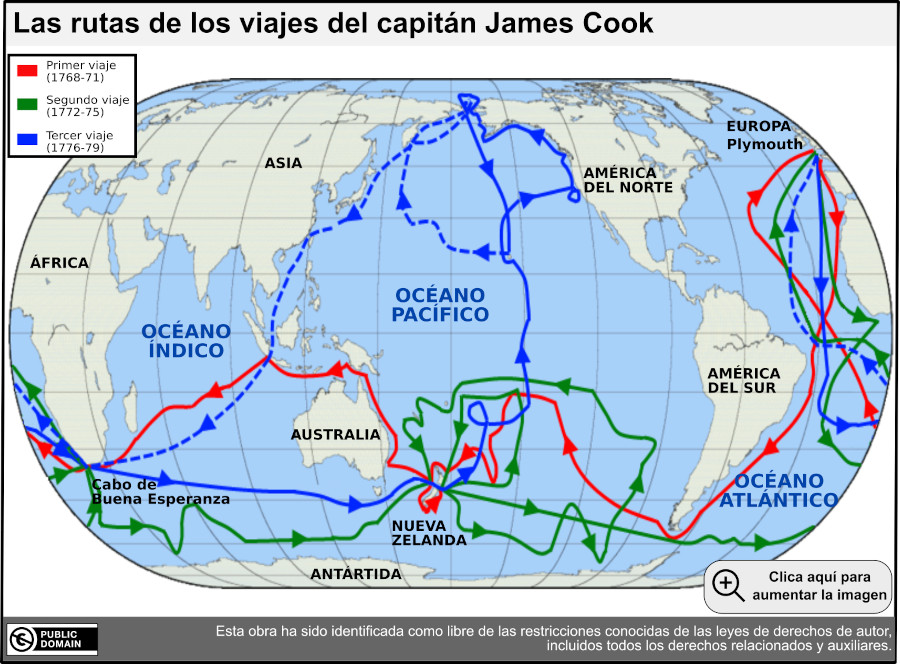 Las rutas de los viajes del capitán James Cook
Primer viaje
(1768-71)
Segundo viaje
(1772-75)
Tercer viaje
(1776-79)
EUROPA
Plymouth
ASIA
AMÉRICA
DEL NORTE
ÁFRICA
OCÉANO
PACÍFICO
OCÉANO
ÍNDICO
AMÉRICA
DEL SUR
AUSTRALIA
Cabo de
Buena Esperanza
OCÉANO
ATLÁNTICO
NUEVA
ZELANDA
ANTÁRTIDA
Clica aquí para
aumentar la imagen
PUBLIC
DOMAIN
Esta obra ha sido identificada como libre de las restricciones conocidas de las leyes de derechos de autor,
incluidos todos los derechos relacionados y auxiliares.